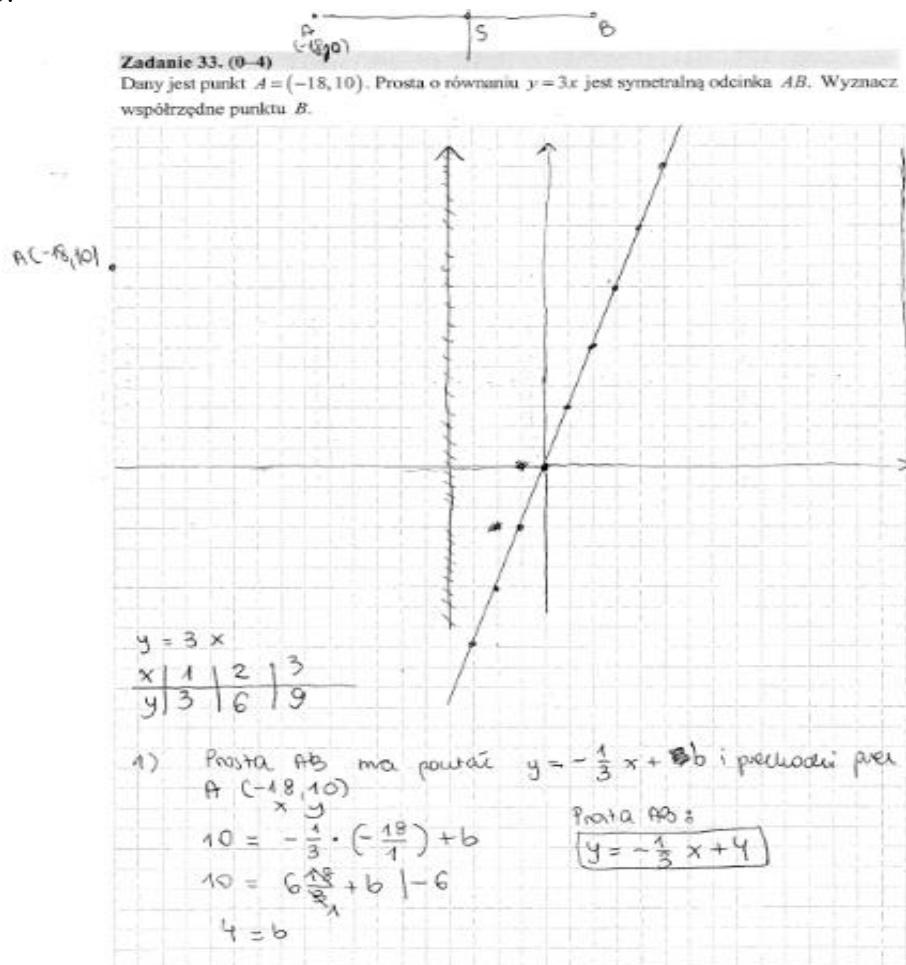 A S B
(-18,10)
Zadanie 33. (0–4)
Dany jest punkt A = (−18, 10). Prosta o równaniu y = 3x jest symetralną odcinka AB. Wyznacz
współrzędne punktu B.
A(-18,10)
y = 3x
x | 1 | 2 | 3
y | 3 | 6 | 9
1) Prosta AB ma postać y = -1/3 x + b i przechodzi przez
A (-18,10)
x y
10 = -1/3 · (-18/1) + b
10 = 6 + b | -6
4 = b
Prosta AB:
y = -1/3 x + 4